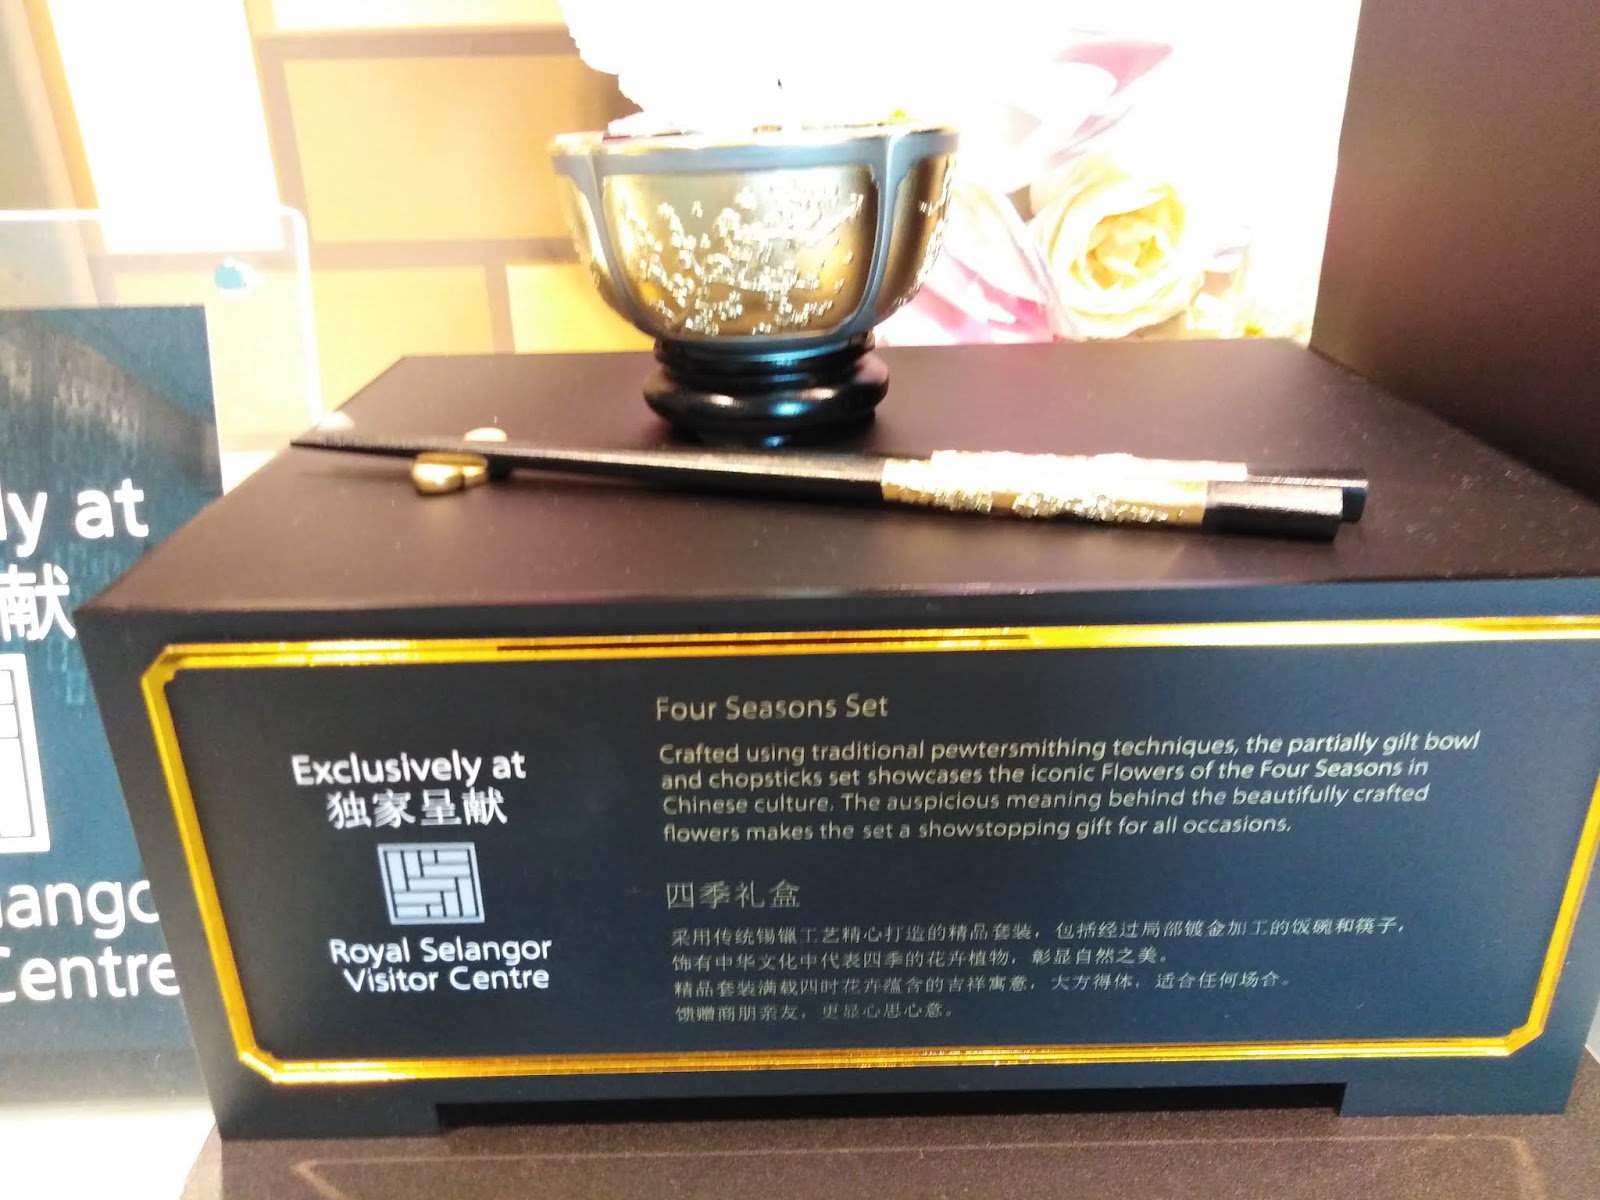 ly at
献
angc
Centre
Exclusively at
独家呈献
Royal Selangor
Visitor Centre
Four Seasons Set
Crafted using traditional pewtersmithing techniques, the partially gilt bowl
and chopsticks set showcases the iconic Flowers of the Four Seasons in
Chinese culture. The auspicious meaning behind the beautifully crafted
flowers makes the set a showstopping gift for all occasions.
四季礼盒
采用传统锡镴工艺精心打造的精品套装，包括经过局部镀金加工的饭碗和筷子，
饰有中华文化中代表四季的花卉植物，彰显自然之美。
精品套装满载四时花卉蕴含的吉祥寓意，大方得体，适合任何场合。
馈赠商朋亲友，更显心思心意。